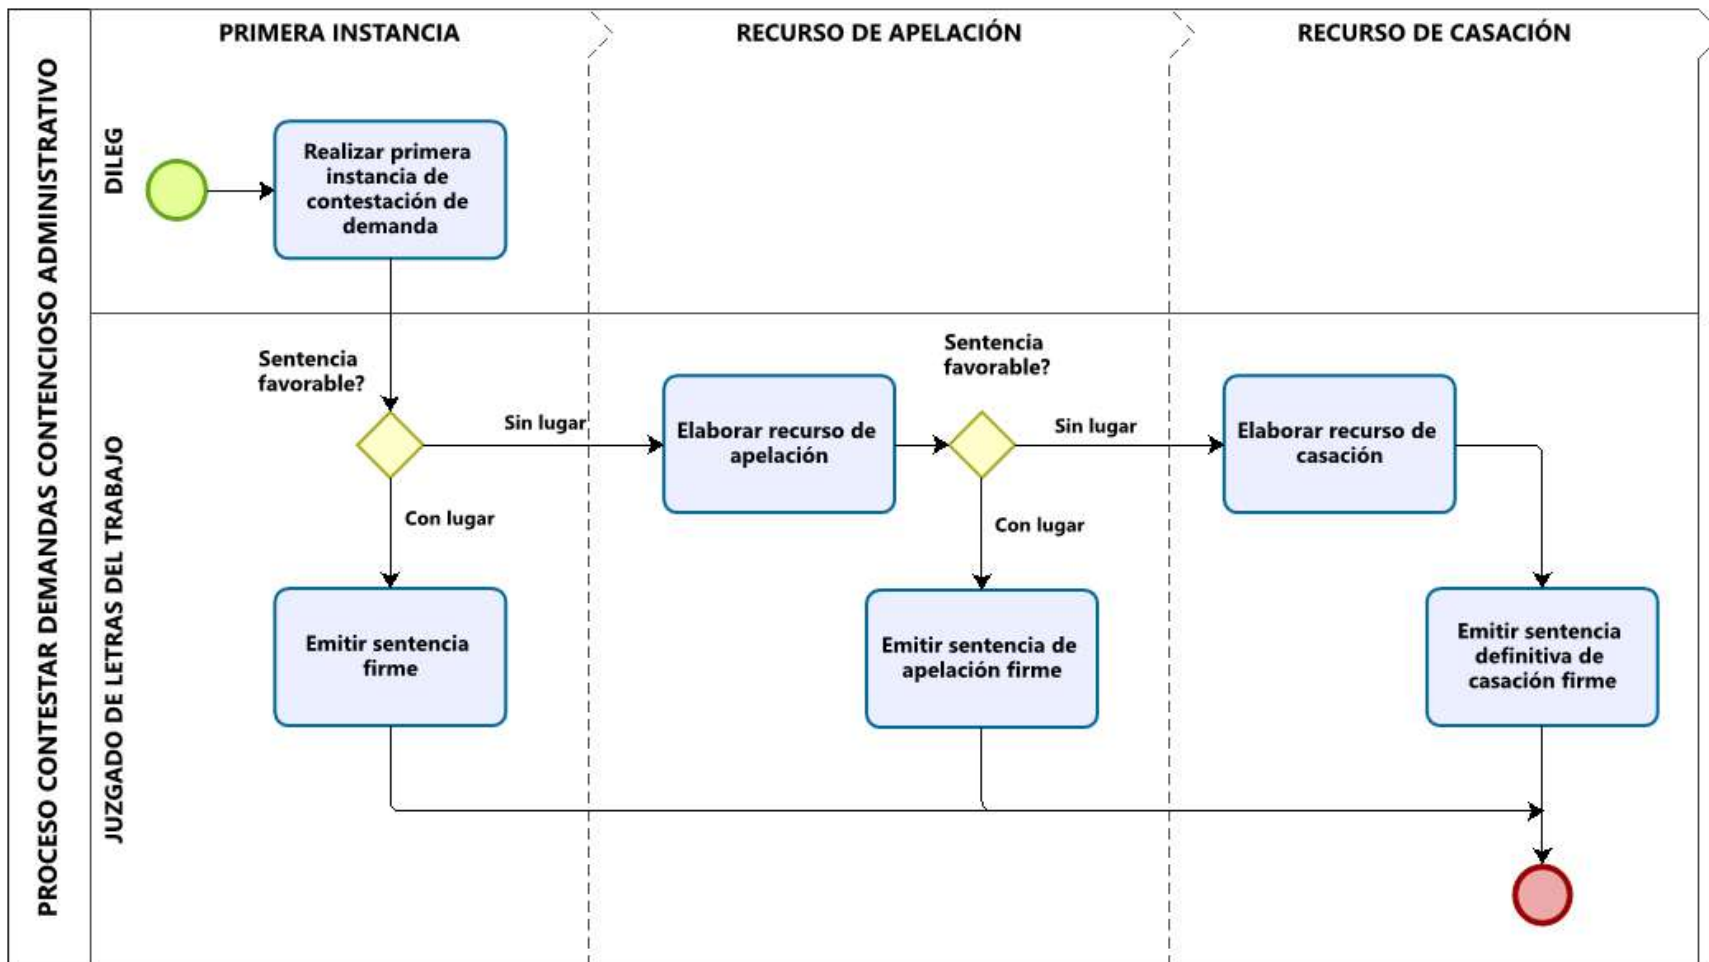 PROCESO CONTESTAR DEMANDAS CONTENCIOSO ADMINISTRATIVO
PRIMERA INSTANCIA
RECURSO DE APELACIÓN
RECURSO DE CASACIÓN
DILEG
Realizar primera
instancia de
contestación de
demanda
JUZGADO DE LETRAS DEL TRABAJO
Sentencia
favorable?
Sin lugar
Con lugar
Emitir sentencia
firme
Elaborar recurso de
apelación
Sentencia
favorable?
Sin lugar
Con lugar
Emitir sentencia de
apelación firme
Elaborar recurso de
casación
Emitir sentencia
definitiva de
casación firme